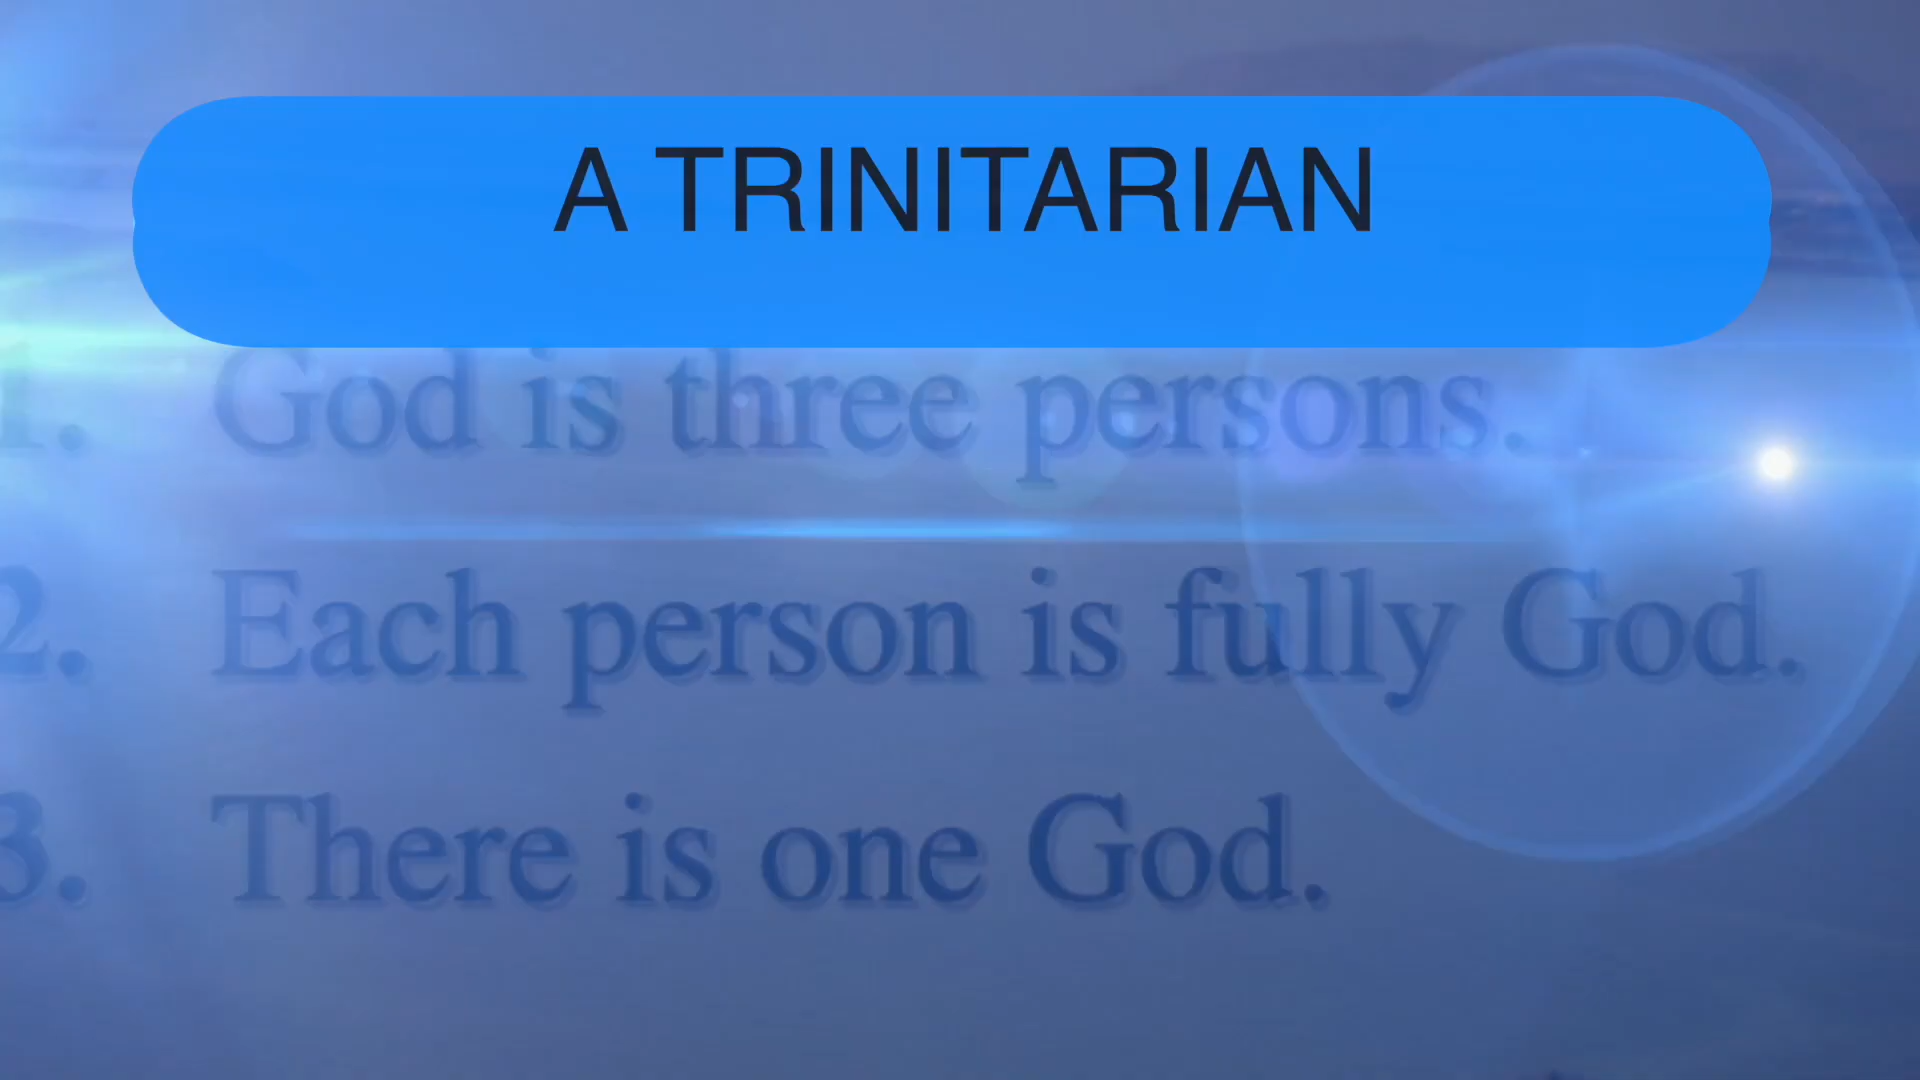 A TRINITARIAN
1. God is three persons.
2. Each person is fully God.
3. There is one God.